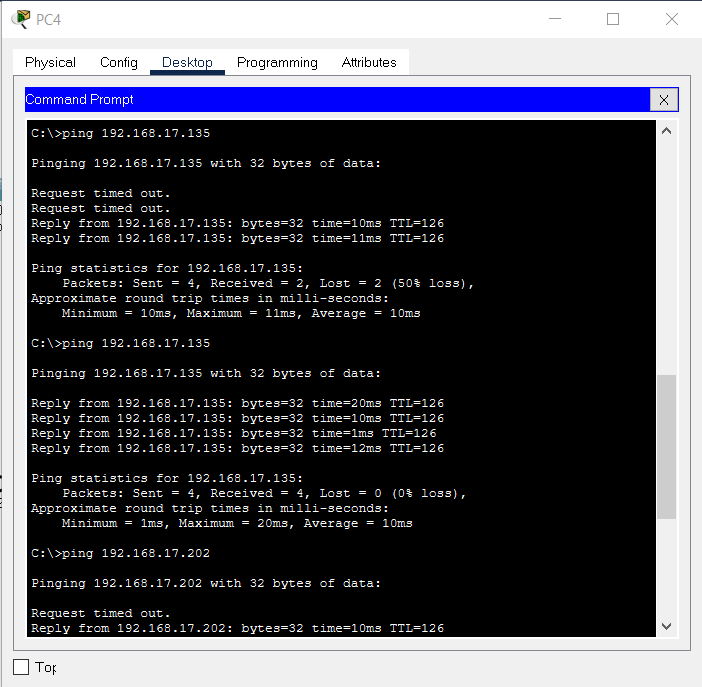 PC4
Physical Config Desktop Programming Attributes
Command Prompt
X
C:\>ping 192.168.17.135
Pinging 192.168.17.135 with 32 bytes of data:
Request timed out.
Request timed out.
Reply from 192.168.17.135: bytes=32 time=10ms TTL=126
Reply from 192.168.17.135: bytes=32 time=11ms TTL=126
Ping statistics for 192.168.17.135:
Packets: Sent = 4, Received = 2, Lost = 2 (50% loss),
Approximate round trip times in milli-seconds:
Minimum = 10ms, Maximum = 11ms, Average = 10ms
C:\>ping 192.168.17.135
Pinging 192.168.17.135 with 32 bytes of data:
Reply from 192.168.17.135: bytes=32 time=20ms TTL=126
Reply from 192.168.17.135: bytes=32 time=10ms TTL=126
Reply from 192.168.17.135: bytes=32 time=1ms TTL=126
Reply from 192.168.17.135: bytes=32 time=12ms TTL=126
Ping statistics for 192.168.17.135:
Packets: Sent = 4, Received = 4, Lost = 0 (0% loss),
Approximate round trip times in milli-seconds:
Minimum = 1ms, Maximum = 20ms, Average = 10ms
C:\>ping 192.168.17.202
Pinging 192.168.17.202 with 32 bytes of data:
Request timed out.
Reply from 192.168.17.202: bytes=32 time=10ms TTL=126
Top